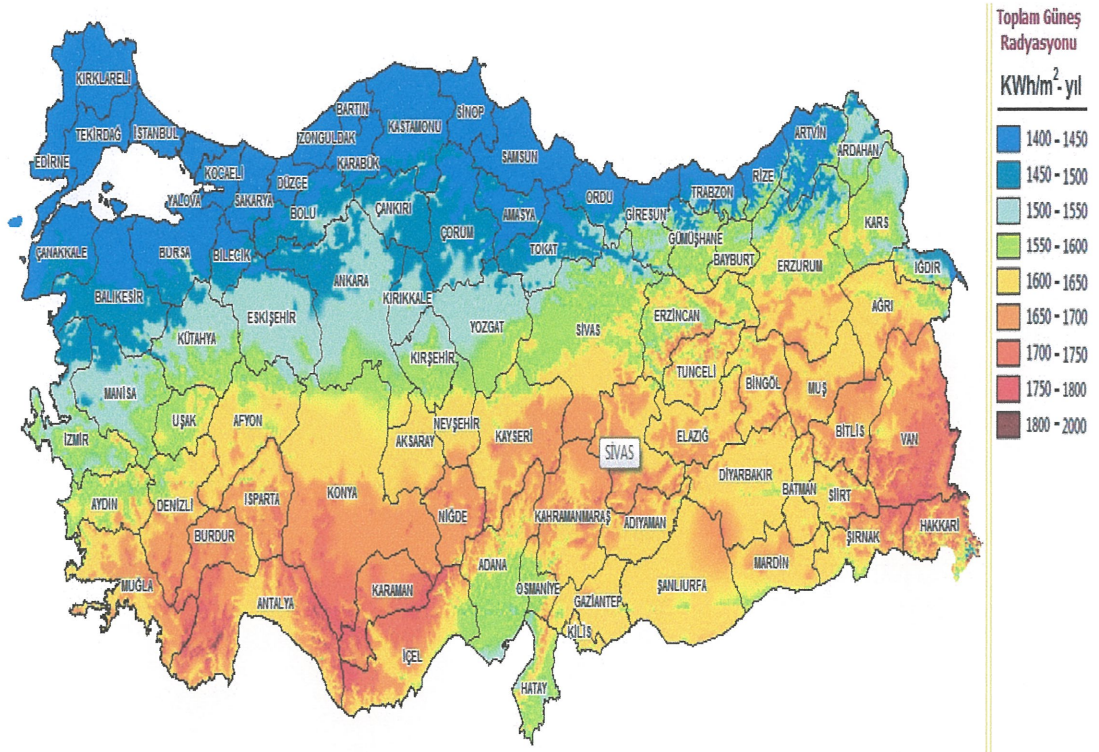 Toplam Güneş
Radyasyonu
KWh/m²- yıl
1400 - 1450
1450 - 1500
1500 - 1550
1550 - 1600
1600 - 1650
1650 - 1700
1700 - 1750
1750 - 1800
1800 - 2000
KIRKLARELİ
TEKİRDAĞ
İSTANBUL
EDİRNE
KOCAELİ
YALOVA
SAKARYA
DÜZCE
ZONGULDAK
BARTIN
KARABÜK
KASTAMONU
SİNOP
SAMSUN
BOLU
ÇANKIRI
ÇORUM
AMASYA
TOKAT
ORDU
GİRESUN
TRABZON
RİZE
ARTVİN
ARDAHAN
KARS
GÜMÜŞHANE
BAYBURT
ERZURUM
IĞDIR
AĞRI
ÇANAKKALE
BURSA
BİLECİK
BALIKESİR
ESKİŞEHİR
KÜTAHYA
ANKARA
KIRIKKALE
YOZGAT
KIRŞEHİR
SİVAS
ERZİNCAN
TUNCELİ
BİNGÖL
MUŞ
BİTLİS
VAN
MANİSA
İZMİR
UŞAK
AFYON
AKSARAY
NEVŞEHİR
KAYSERİ
SİVAS
ELAZIĞ
DİYARBAKIR
BATMAN
SİİRT
AYDIN
DENİZLİ
ISPARTA
KONYA
NİĞDE
KAHRAMANMARAŞ
ADIYAMAN
ŞIRNAK
HAKKARİ
BURDUR
MUĞLA
ANTALYA
KARAMAN
ADANA
OSMANİYE
GAZİANTEP
ŞANLIURFA
MARDİN
KİLİS
İÇEL
HATAY